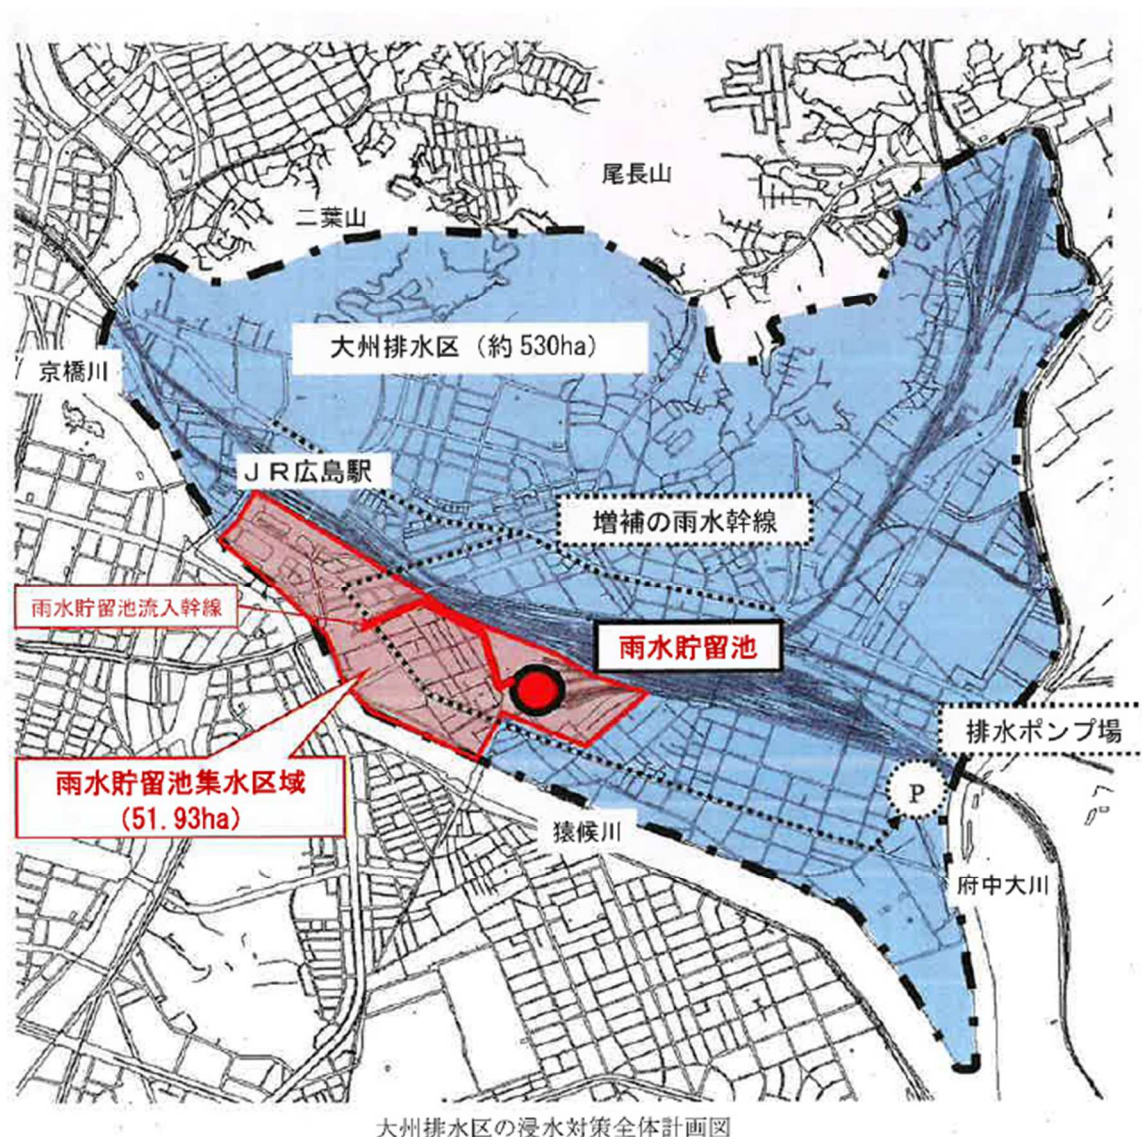 尾長山
二葉山
大州排水区（約530ha）
京橋川
ＪＲ広島駅
増補の雨水幹線
雨水貯留池流入幹線
雨水貯留池
排水ポンプ場
雨水貯留池集水区域
(51.93ha)
P
猿候川
府中大川
大州排水区の浸水対策全体計画図